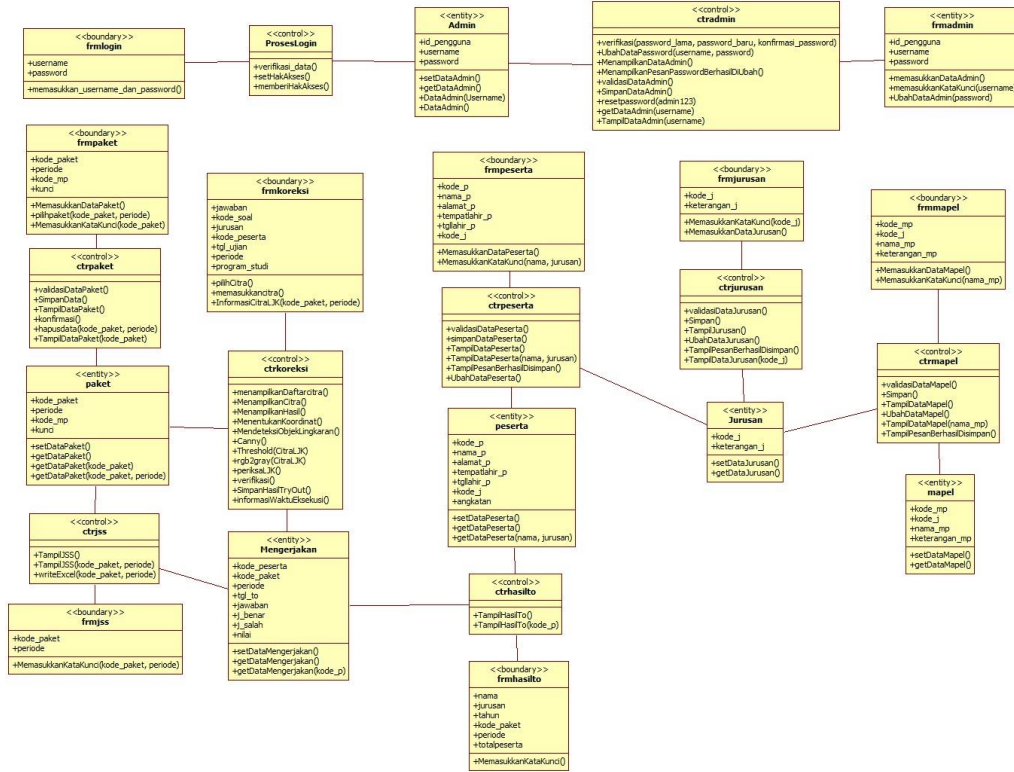 <<boundary>>
frmlogin
+username
+password
+memasukkan_username_dan_password()
<<control>>
ProsesLogin
+verifikasi_data()
+setHakAkses()
+memberiHakAkses()
<<entity>>
Admin
+id_pengguna
+username
+password
+setDataAdmin()
+getDataAdmin()
+DataAdmin(Username)
+DataAdmin()
<<control>>
ctradmin
+verifikasi(password_lama, password_baru, konfirmasi_password)
+UbahDataPassword(username, password)
+MenampilkanDataAdmin()
+MenampilkanPesanPasswordBerhasilDiUbah()
+validasiDataAdmin()
+SimpanDataAdmin()
+resetpassword(admin123)
+getDataAdmin(username)
+TampilDataAdmin(username)
<<entity>>
frmadmin
+id_pengguna
+username
+password
+memasukkanDataAdmin()
+memasukkanKataKunci(username)
+UbahDataAdmin(password)
<<boundary>>
frmpaket
+kode_paket
+periode
+kode_mp
+kunci
+MemasukkanDataPaket()
+pilihpaket(kode_paket, periode)
+MemasukkanKataKunci(kode_paket)
<<control>>
ctrpaket
+validasiDataPaket()
+SimpanData()
+TampilDataPaket()
+konfirmasi()
+hapusdata(kode_paket, periode)
+TampilDataPaket(kode_paket)
<<entity>>
paket
+kode_paket
+periode
+kode_mp
+kunci
+setDataPaket()
+getDataPaket()
+getDataPaket(kode_paket)
+getDataPaket(kode_paket, periode)
<<control>>
ctrjss
+TampilJSS()
+TampilJSS(kode_paket, periode)
+writeExcel(kode_paket, periode)
<<boundary>>
frmjss
+kode_paket
+periode
+MemasukkanKataKunci(kode_paket, periode)
<<boundary>>
frmkoreksi
+jawaban
+kode_soal
+jurusan
+kode_peserta
+tgl_ujian
+periode
+program_studi
+pilihCitra()
+memasukkancitra()
+InformasiCitraLJK(kode_paket, periode)
<<control>>
ctrkoreksi
+menampilkanDaftarcitra()
+MenampilkanCitra()
+MenampilkanHasil()
+MenentukanKoordinat()
+MendeteksiObjekLingkaran()
+Canny()
+Threshold(CitraLJK)
+rgb2gray(CitraLJK)
+periksaLJK()
+verifikasi()
+SimpanHasilTryOut()
+informasiWaktuEksekusi()
<<entity>>
Mengerjakan
+kode_peserta
+kode_paket
+periode
+tgl_to
+jawaban
+j_benar
+j_salah
+nilai
+setDataMengerjakan()
+getDataMengerjakan()
+getDataMengerjakan(kode_p)
<<boundary>>
frmpeserta
+kode_p
+nama_p
+alamat_p
+tempatlahir_p
+tgllahir_p
+kode_j
+MemasukkanDataPeserta()
+MemasukkanKataKunci(nama, jurusan)
<<control>>
ctrpeserta
+validasiDataPeserta()
+simpanDataPeserta()
+TampilDataPeserta()
+TampilDataPeserta(nama, jurusan)
+TampilPesanBerhasilDisimpan()
+UbahDataPeserta()
<<entity>>
peserta
+kode_p
+nama_p
+alamat_p
+tempatlahir_p
+tgllahir_p
+kode_j
+angkatan
+setDataPeserta()
+getDataPeserta()
+getDataPeserta(nama, jurusan)
<<control>>
ctrhasilto
+TampilHasilTo()
+TampilHasilTo(kode_p)
<<boundary>>
frmhasilto
+nama
+jurusan
+tahun
+kode_paket
+periode
+totalpeserta
+MemasukkanKataKunci()
<<boundary>>
frmjurusan
+kode_j
+keterangan_j
+MemasukkanKataKunci(kode_j)
+MemasukkanDataJurusan()
<<control>>
ctrjurusan
+validasiDataJurusan()
+Simpan()
+TampilJurusan()
+UbahDataJurusan()
+TampilPesanBerhasilDisimpan()
+TampilDataJurusan(kode_j)
<<entity>>
Jurusan
+kode_j
+keterangan_j
+setDataJurusan()
+getDataJurusan()
<<boundary>>
frmmapel
+kode_mp
+kode_j
+nama_mp
+keterangan_mp
+MemasukkanDataMapel()
+MemasukkanKataKunci(nama_mp)
<<control>>
ctrmapel
+validasiDataMapel()
+Simpan()
+TampilDataMapel()
+UbahDataMapel()
+TampilDataMapel(nama_mp)
+TampilPesanBerhasilDisimpan()
<<entity>>
mapel
+kode_mp
+kode_j
+nama_mp
+keterangan_mp
+setDataMapel()
+getDataMapel()